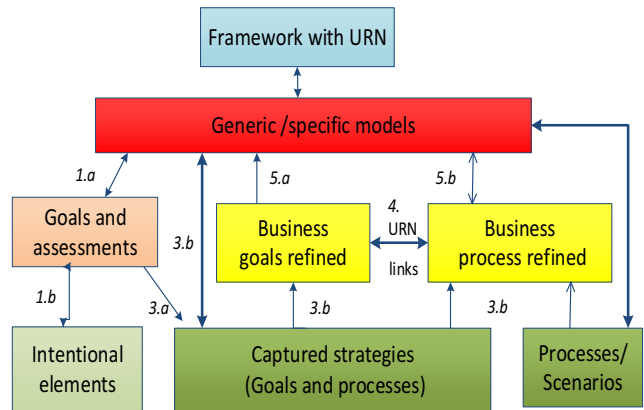 Framework with URN
Generic /specific models
1.a
5.a
5.b
Goals and
assessments
3.b
Business
goals refined
4.
URN
links
Business
process refined
1.b
3.a
3.b
3.b
Intentional
elements
Captured strategies
(Goals and processes)
Processes/
Scenarios